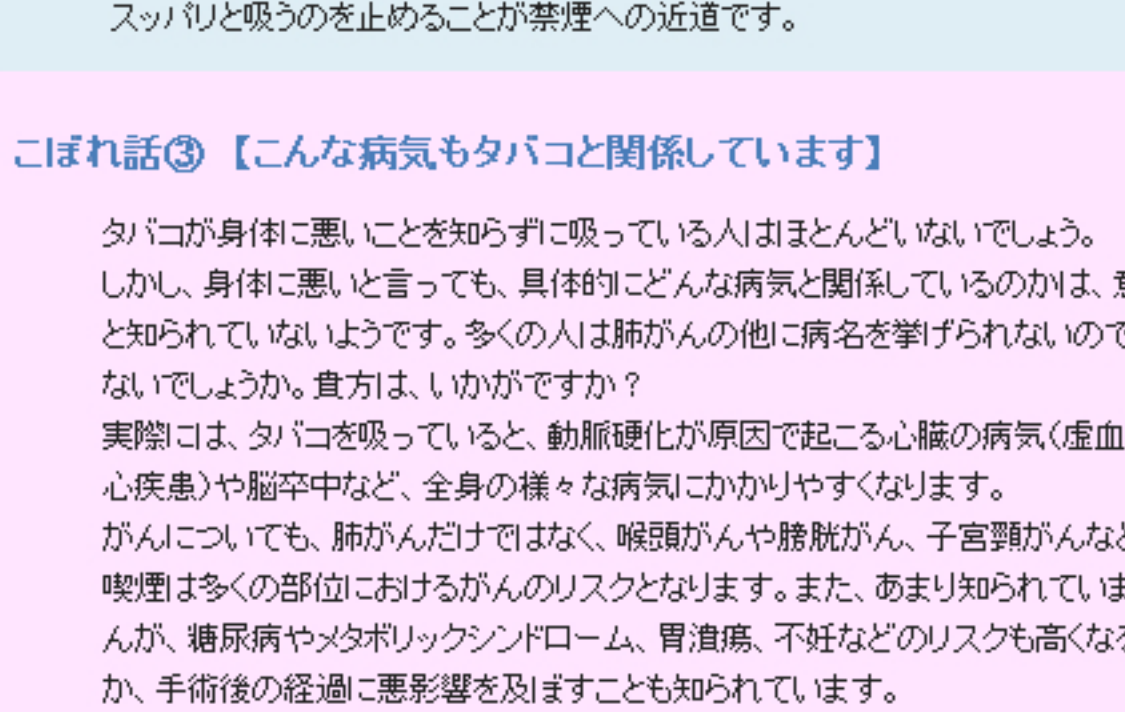 スッパリと吸うのを止めることが禁煙への近道です。
こぼれ話③ 【こんな病気もタバコと関係しています】
タバコが身体に悪いことを知らずに吸っている人はほとんどいないでしょう。
しかし、身体に悪いと言っても、具体的にどんな病気と関係しているのかは、意
と知られていないようです。多くの人は肺がんの他に病名を挙げられないので
ないでしょうか。貴方は、いかがですか？
実際には、タバコを吸っていると、動脈硬化が原因で起こる心臓の病気（虚血
心疾患）や脳卒中など、全身の様々な病気にかかりやすくなります。
がんについても、肺がんだけではなく、喉頭がんや膀胱がん、子宮頸がんなど
喫煙は多くの部位におけるがんのリスクとなります。また、あまり知られていま
んが、糖尿病やメタボリックシンドローム、胃潰瘍、不妊などのリスクも高くなる
か、手術後の経過に悪影響を及ぼすことも知られています。